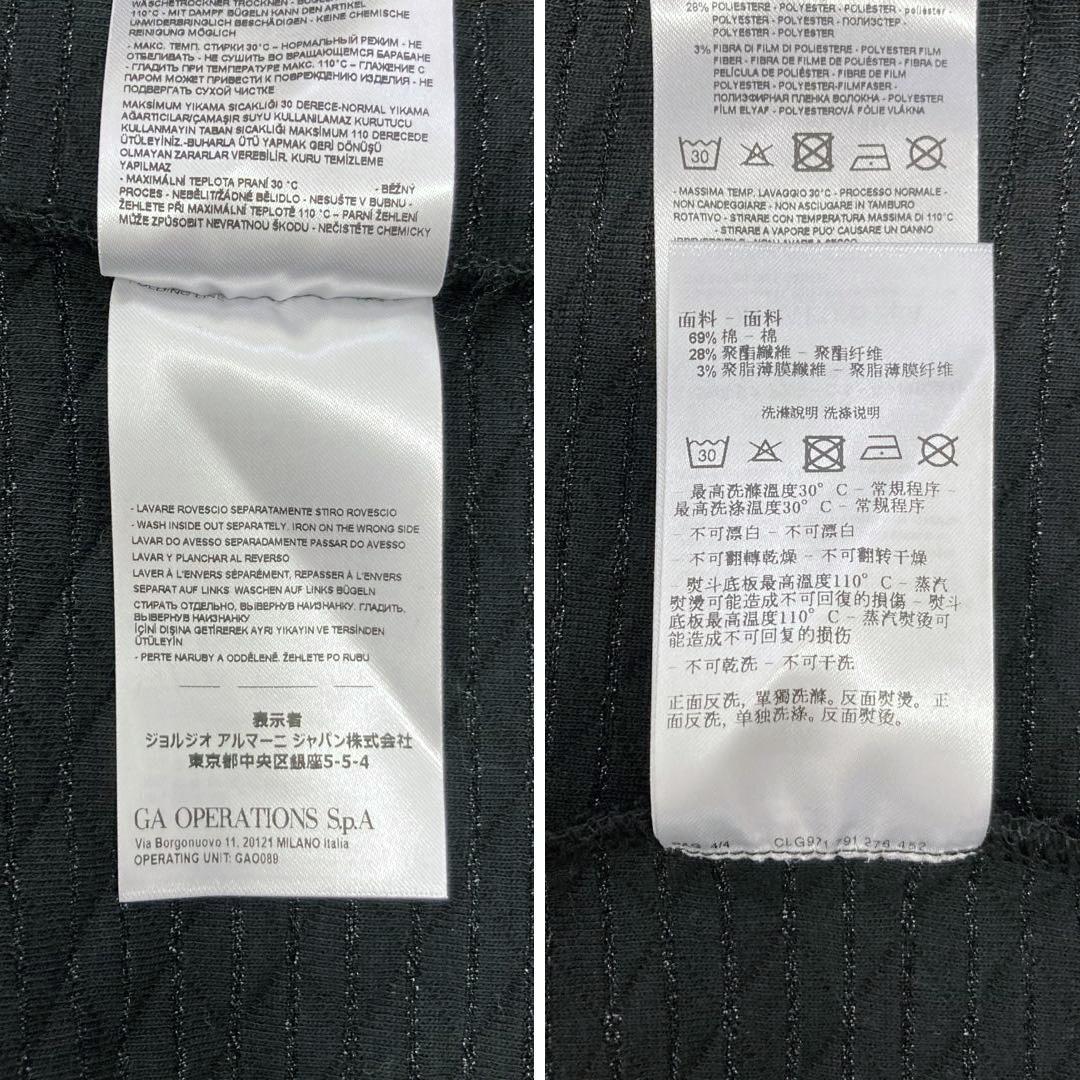 WÄSCHETROCKNER TROCKNEN - BÜGELN
110°C - MIT DAMPF BÜGELN KANN DEN ARTIKEL
UNWIDERBRINGLICH BESCHÄDIGEN - KEINE CHEMISCHE
REINIGUNG MÖGLICH
- МАКС. ТЕМП. СТИРКИ 30°C – НОРМАЛЬНЫЙ РЕЖИМ - НЕ
ОТБЕЛИВАТЬ - НЕ СУШИТЬ ВО ВРАЩАЮЩЕМСЯ БАРАБАНЕ
- ГЛАДИТЬ ПРИ ТЕМПЕРАТУРЕ МАКС. 110°C – ГЛАЖЕНИЕ С
ПАРОМ МОЖЕТ ПРИВЕСТИ К ПОВРЕЖДЕНИЮ ИЗДЕЛИЯ - НЕ
ПОДВЕРГАТЬ СУХОЙ ЧИСТКЕ
MAKSİMUM YIKAMA SICAKLIĞI 30 DERECE-NORMAL YIKAMA
AĞARTICILAR/ÇAMAŞIR SUYU KULLANILAMAZ KURUTUCU
KULLANMAYIN TABAN SICAKLIĞI MAKSİMUM 110 DERECEDE
ÜTÜLEYİNİZ.-BUHARLA ÜTÜ YAPMAK GERİ DÖNÜŞÜ
OLMAYAN ZARARLAR VEREBİLİR. KURU TEMİZLEME
YAPILMAZ
- MAXIMÁLNÍ TEPLOTA PRANÍ 30 °C - BĚŽNÝ
PROCES - NEBĚLIT/ŽÁDNÉ BĚLIDLO - NESUŠTE V BUBNU -
ŽEHLETE PŘI MAXIMÁLNÍ TEPLOTĚ 110 °C – PARNÍ ŽEHLENÍ
MŮŽE ZPŮSOBIT NEVRATNOU ŠKODU - NEČISTĚTE CHEMICKY
- LAVARE ROVESCIO SEPARATAMENTE STIRO ROVESCIO
- WASH INSIDE OUT SEPARATELY. IRON ON THE WRONG SIDE
LAVAR DO AVESSO SEPARADAMENTE PASSAR DO AVESSO
LAVAR Y PLANCHAR AL REVERSO
LAVER À L'ENVERS SÉPARÉMENT, REPASSER À L'ENVERS
SEPARAT AUF LINKS WASCHEN AUF LINKS BÜGELN
СТИРАТЬ ОТДЕЛЬНО, ВЫВЕРНУВ НАИЗНАНКУ. ГЛАДИТЬ,
ВЫВЕРНУВ НАИЗНАНКУ
İÇİNİ DIŞINA GETİREREK AYRI YIKAYIN VE TERSİNDEN
ÜTÜLEYİN
- PERTE NARUBY A ODDĚLENĚ. ŽEHLETE PO RUBU
表示者
ジョルジオ アルマーニ ジャパン株式会社
東京都中央区銀座5-5-4
GA OPERATIONS S.p.A
Via Borgonuovo 11, 20121 MILANO Italia
OPERATING UNIT: GAO089
28% POLIESTERE - POLYESTER - POLIÉSTER - poliéster -
POLYESTER - POLYESTER - ПОЛИЭСТЕР -
POLYESTER - POLYESTER
3% FIBRA DI FILM DI POLIESTERE - POLYESTER FILM
FIBER - FIBRA DE FILME DE POLIÉSTER - FIBRA DE
PELÍCULA DE POLIÉSTER - FIBRE DE FILM
POLYESTER - POLYESTER-FILMFASER -
ПОЛИЭФИРНАЯ ПЛЕНКА ВОЛОКНА - POLYESTER
FİLM ELYAF - POLYESTEROVÁ FÓLIE VLÁKNA
30
- MASSIMA TEMP. LAVAGGIO 30°C - PROCESSO NORMALE -
NON CANDEGGIARE - NON ASCIUGARE IN TAMBURO
ROTATIVO - STIRARE CON TEMPERATURA MASSIMA DI 110°C
- STIRARE A VAPORE PUO' CAUSARE UN DANNO
面料 - 面料
69% 棉 - 棉
28% 聚酯纖維 - 聚酯纤维
3% 聚脂薄膜纖維 - 聚脂薄膜纤维
洗滌說明 洗涤说明
30
- 最高洗滌溫度30° C - 常規程序 -
最高洗涤温度30° C - 常规程序
- 不可漂白 - 不可漂白
- 不可翻轉乾燥 - 不可翻转干燥
- 熨斗底板最高溫度110° C - 蒸汽
熨燙可能造成不可回復的損傷 - 熨斗
底板最高温度110° C - 蒸汽熨烫可
能造成不可回复的损伤
- 不可乾洗 - 不可干洗
正面反洗, 單獨洗滌。反面熨燙。 正
面反洗, 单独洗涤。反面熨烫。
4/4 CLG971 791 276 452